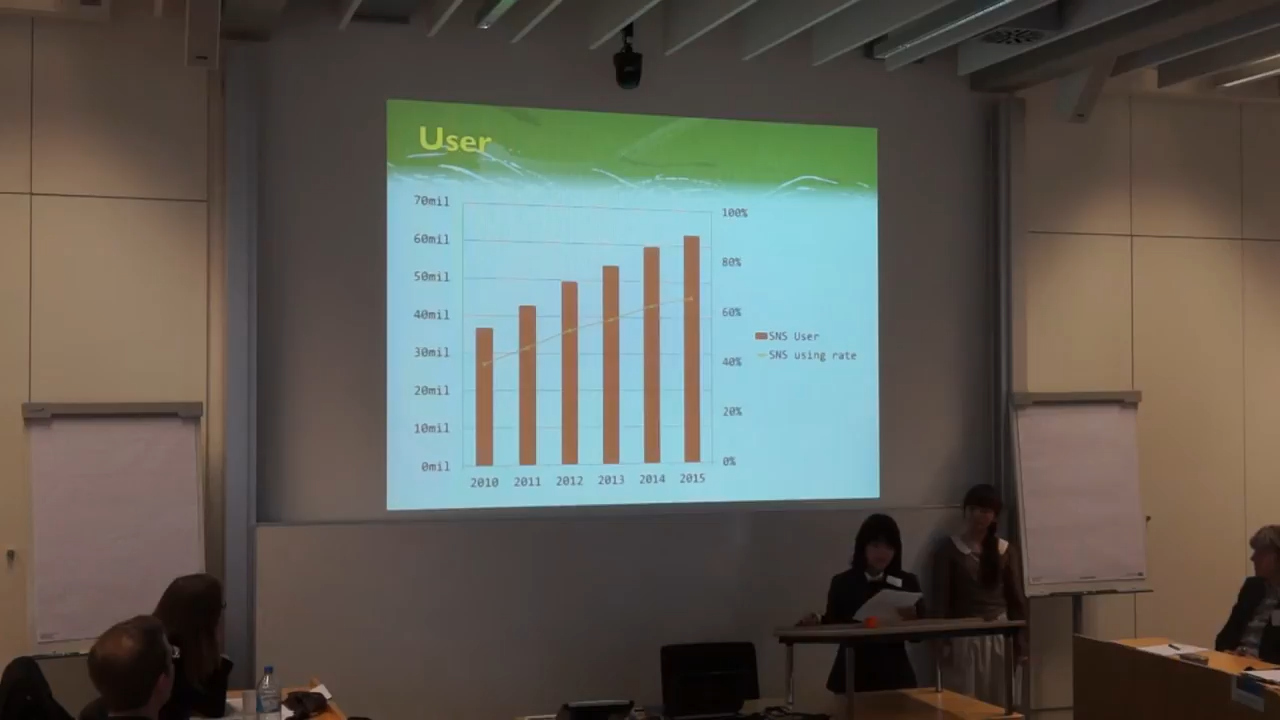 User
70mil
60mil
50mil
40mil
30mil
20mil
10mil
0mil
100%
80%
60%
40%
20%
0%
2010 2011 2012 2013 2014 2015
SNS User
SNS using rate